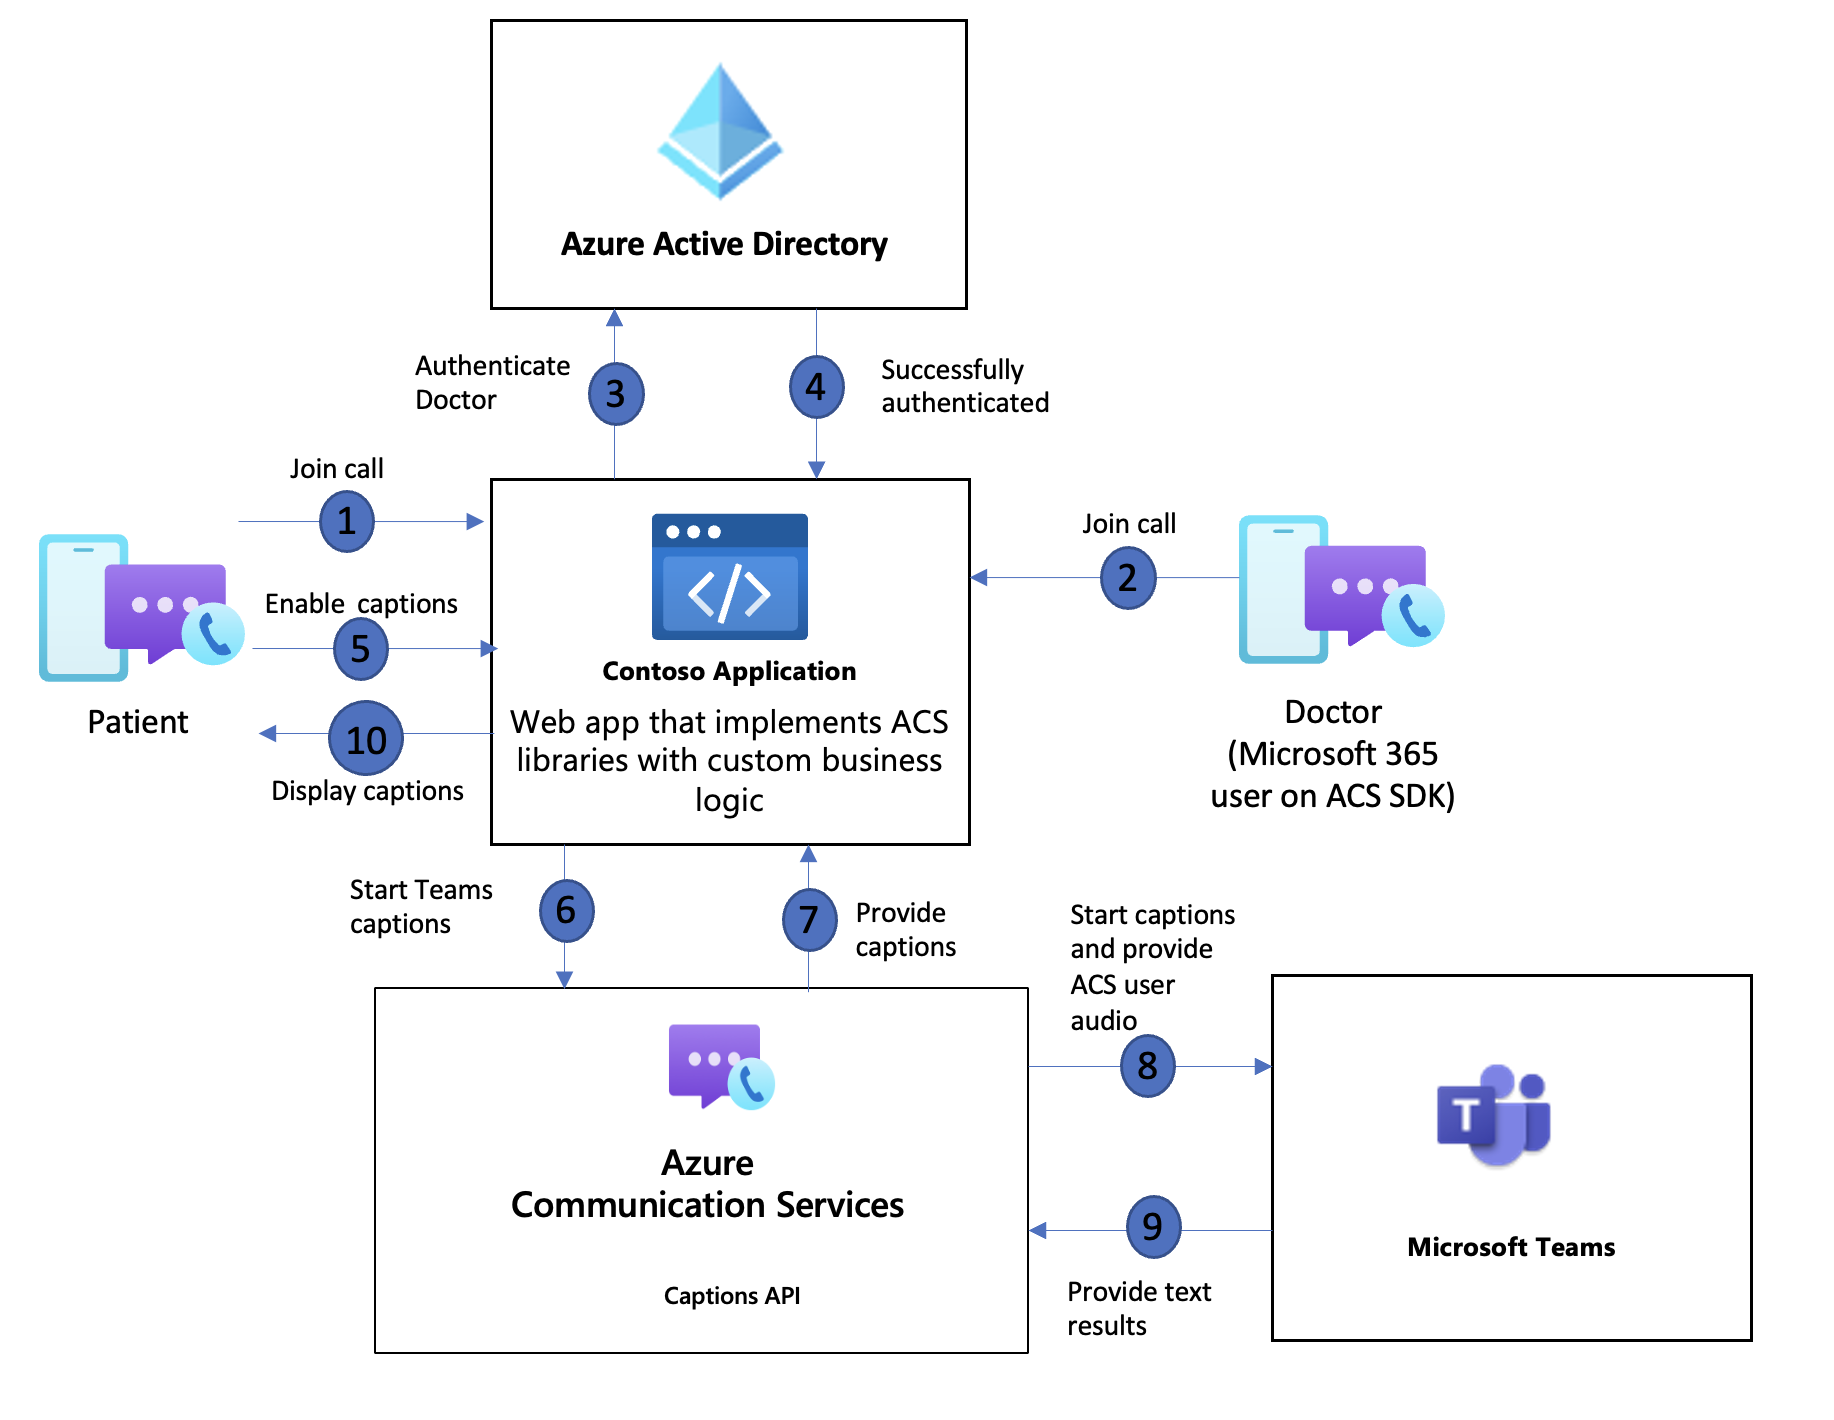 Azure Active Directory
Authenticate
Doctor
3
4
Successfully
authenticated
Join call
1
Join call
2
Enable captions
5
Patient
10
Display captions
Contoso Application
Web app that implements ACS
libraries with custom business
logic
Doctor
(Microsoft 365
user on ACS SDK)
Start Teams
captions
6
7
Provide
captions
Start captions
and provide
ACS user
audio
8
Azure
Communication Services
Captions API
9
Provide text
results
T
Microsoft Teams